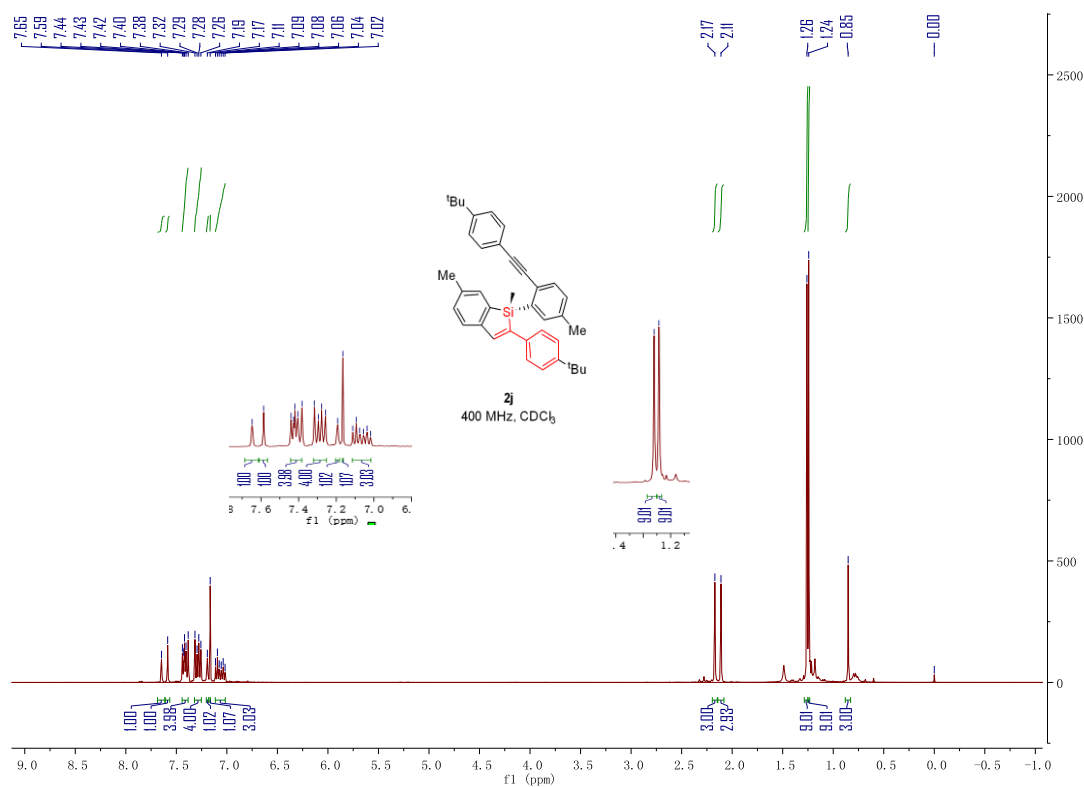 7.65 7.59 7.44 7.43 7.42 7.40 7.38 7.32 7.29 7.28 7.26 7.19 7.17 7.11 7.09 7.08 7.06 7.04 7.02
2.17 2.11
1.26 1.24 0.85
0.00
2500
2000
1500
1000
500
0
tBu
Me
Si
Me
tBu
2j
400 MHz, CDCl3
1.00 1.00 3.98 4.00 1.02 1.07 3.03
8 7.6 7.4 7.2 7.0 6.
f1 (ppm)
9.01 9.01
.4 1.2
1.00 1.00 3.98 4.00 1.02 1.07 3.03
3.00 2.93
9.01 9.01 3.00
9.0 8.5 8.0 7.5 7.0 6.5 6.0 5.5 5.0 4.5 4.0 3.5 3.0 2.5 2.0 1.5 1.0 0.5 0.0 -0.5 -1.0
f1 (ppm)